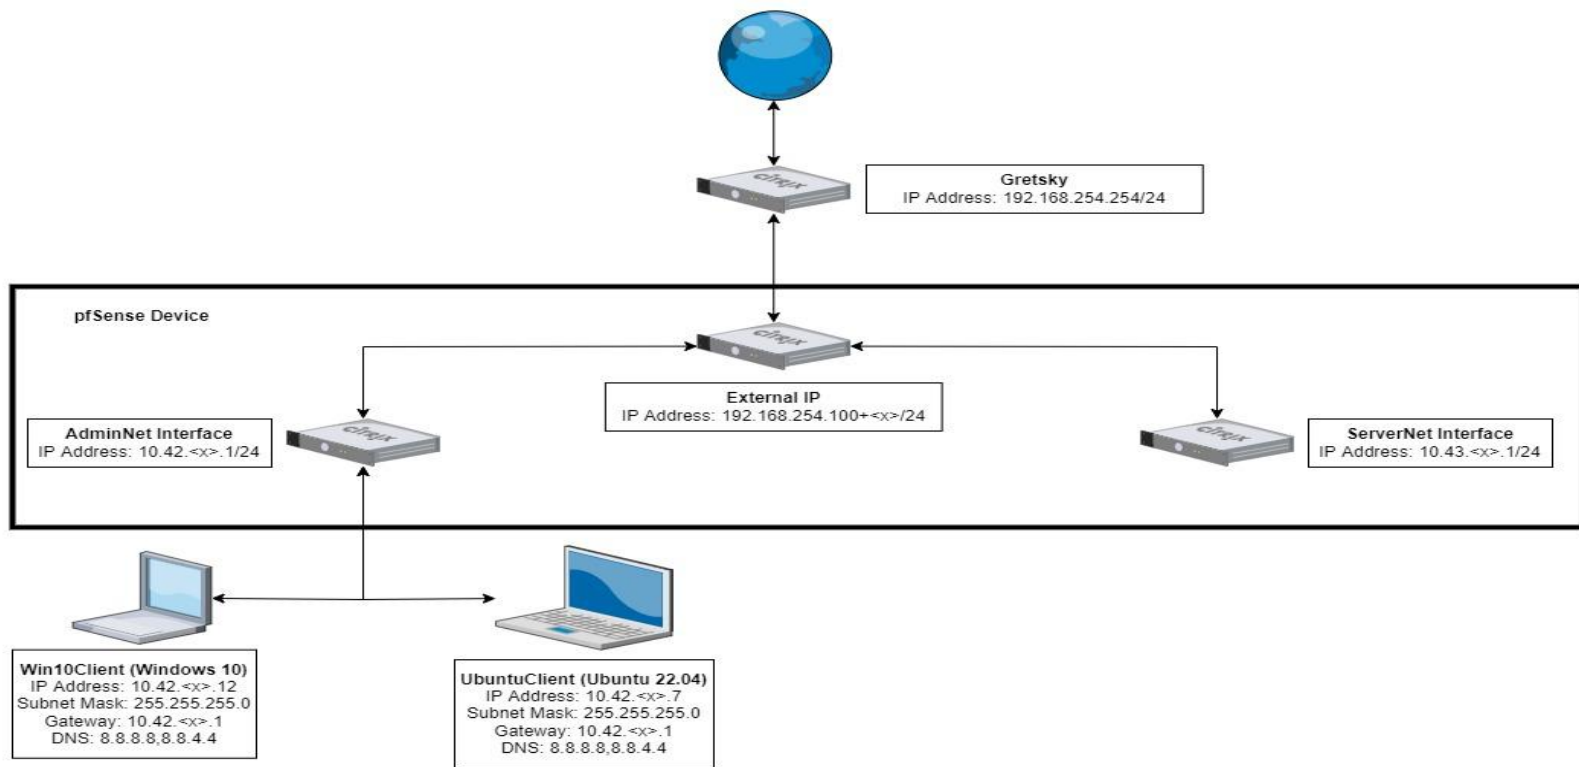 citrix
Gretsky
IP Address: 192.168.254.254/24
pfSense Device
citrix
External IP
IP Address: 192.168.254.100+<x>/24
AdminNet Interface
IP Address: 10.42.<x>.1/24
citrix
citrix
ServerNet Interface
IP Address: 10.43.<x>.1/24
Win10Client (Windows 10)
IP Address: 10.42.<x>.12
Subnet Mask: 255.255.255.0
Gateway: 10.42.<x>.1
DNS: 8.8.8.8,8.8.4.4
UbuntuClient (Ubuntu 22.04)
IP Address: 10.42.<x>.7
Subnet Mask: 255.255.255.0
Gateway: 10.42.<x>.1
DNS: 8.8.8.8,8.8.4.4